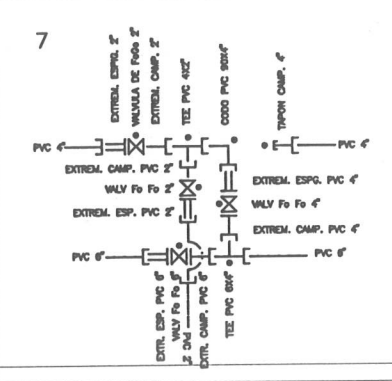 7
EXTREM. ESPIG. 2"
VALVULA DE FoGo 2"
EXTREM. CAMP. 2"
TEE PVC 4X2"
CODO PVC 90X4"
TAPON CAMP. 4"
PVC 4"
PVC 4"
EXTREM. CAMP. PVC 2"
VALV Fo Fo 2"
EXTREM. ESP. PVC 2"
EXTREM. ESPG. PVC 4"
VALV Fo Fo 4"
EXTREM. CAMP. PVC 4"
PVC 6"
PVC 6"
EXTR. ESP. PVC 6"
VALV Fo Fo 6"
PVC 2"
EXTR. CAMP. PVC 6"
TEE PVC 6X4"